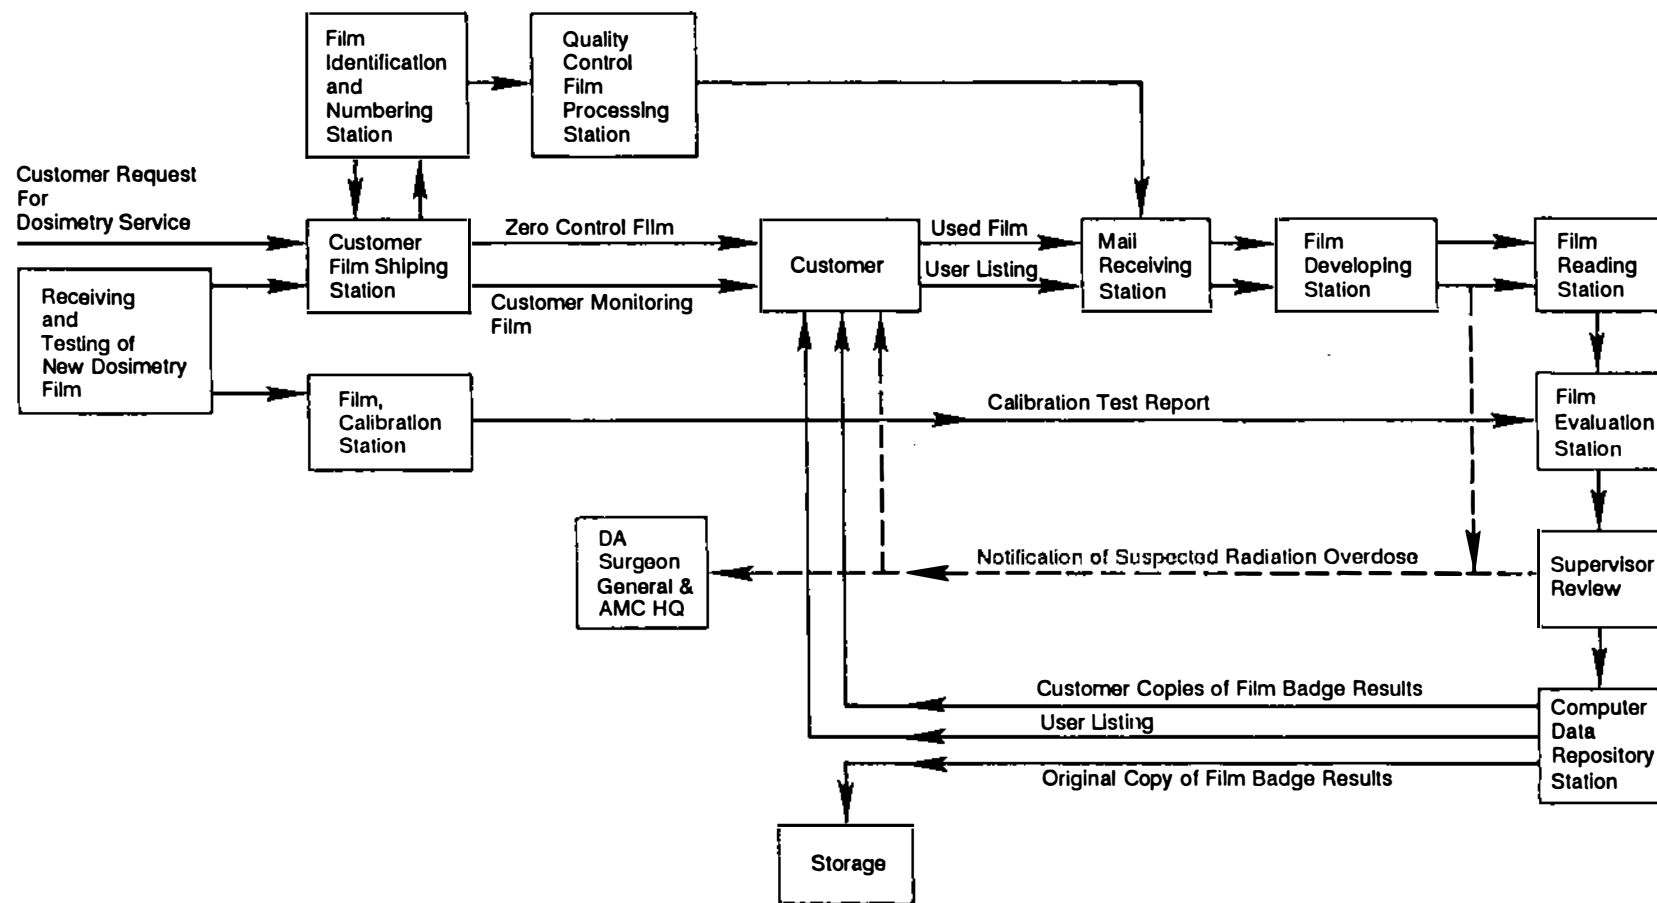 Film
Identification
and
Numbering
Station
Quality
Control
Film
Processing
Station
Customer Request
For
Dosimetry Service
Customer
Film Shiping
Station
Zero Control Film
Customer Monitoring
Film
Customer
Used Film
User Listing
Mail
Receiving
Station
Film
Developing
Station
Film
Reading
Station
Receiving
and
Testing of
New Dosimetry
Film
Film,
Calibration
Station
Calibration Test Report
Film
Evaluation
Station
DA
Surgeon
General &
AMC HQ
Notification of Suspected Radiation Overdose
Supervisor
Review
Customer Copies of Film Badge Results
User Listing
Original Copy of Film Badge Results
Computer
Data
Repository
Station
Storage